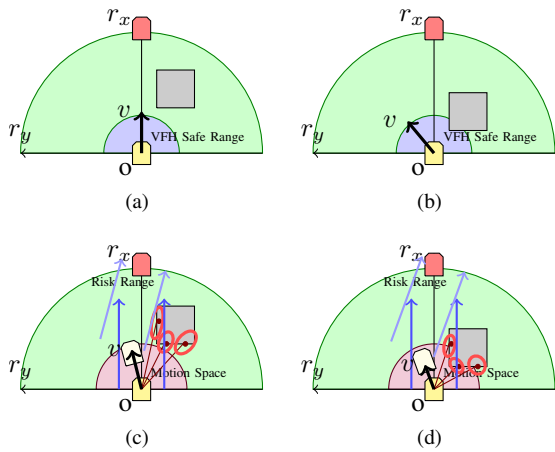 r_x
r_y
v
VFH Safe Range
o
(a)
r_x
r_y
v
VFH Safe Range
o
(b)
r_x
Risk Range
r_y
v
Motion Space
o
(c)
r_x
Risk Range
r_y
v
Motion Space
o
(d)